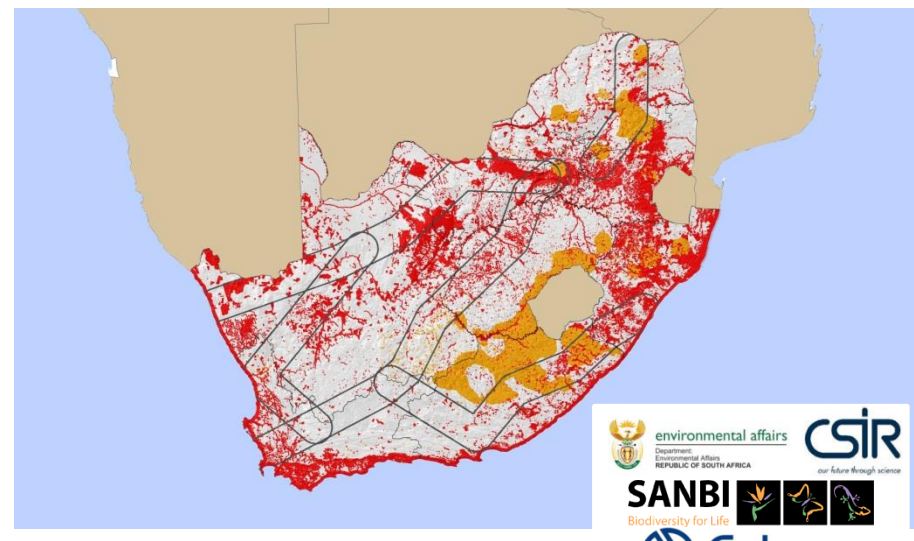 environmental affairs
Department:
Environmental Affairs
REPUBLIC OF SOUTH AFRICA
CSIR
our future through science
SANBI
Biodiversity for Life